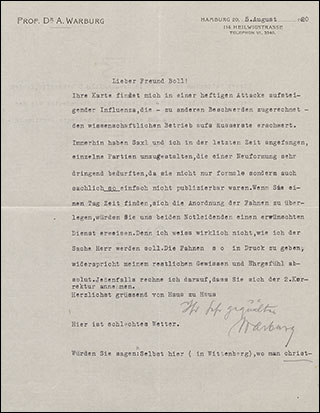 PROF. DR A. WARBURG
HAMBURG 20, 5.August 1920
114 HEILWIGSTRASSE
TELEPHON VI, 3240.
Lieber Freund Boll!
Ihre Karte findet mich in einer heftigen Attacke aufstei-
gender Influenza, die - zu anderen Beschwerden zugerechnet -
den wissenschaftlichen Betrieb aufs Äusserste erschwert.
Immerhin haben Saxl und ich in der letzten Zeit angefangen,
einzelne Partien umzugestalten, die einer Neuformung sehr
dringend bedurften, da sie nicht nur formale sondern auch
sachlich so einfach nicht publizierbar waren. Wenn Sie ei-
nen Tag Zeit finden, sich die Anordnung der Fahnen zu über-
legen, würden Sie uns beiden Notleidenden einen erwünschten
Dienst erweisen. Denn ich weiss wirklich nicht, wie ich der
Sache Herr werden soll. Die Fahnen s o in Druck zu geben,
widerspricht meinem restlichen Gewissen und Ehrgefühl ab-
solut. Jedenfalls rechne ich darauf, dass Sie sich der 2. Kor-
rektur annehmen.
Herzlichst grüssend von Haus zu Haus
Ihr sehr gequälter
Warburg
Hier ist schlechtes Wetter.
Würden Sie sagen: Selbst hier ( in Wittenberg), wo man christ-